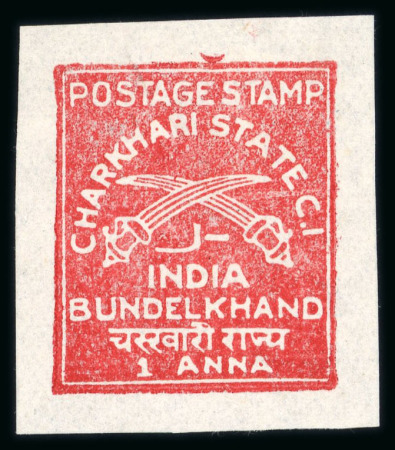 POSTAGE STAMP
CHARKHARI STATE C.I
INDIA
BUNDELKHAND
चरखारी राज्य
1 ANNA